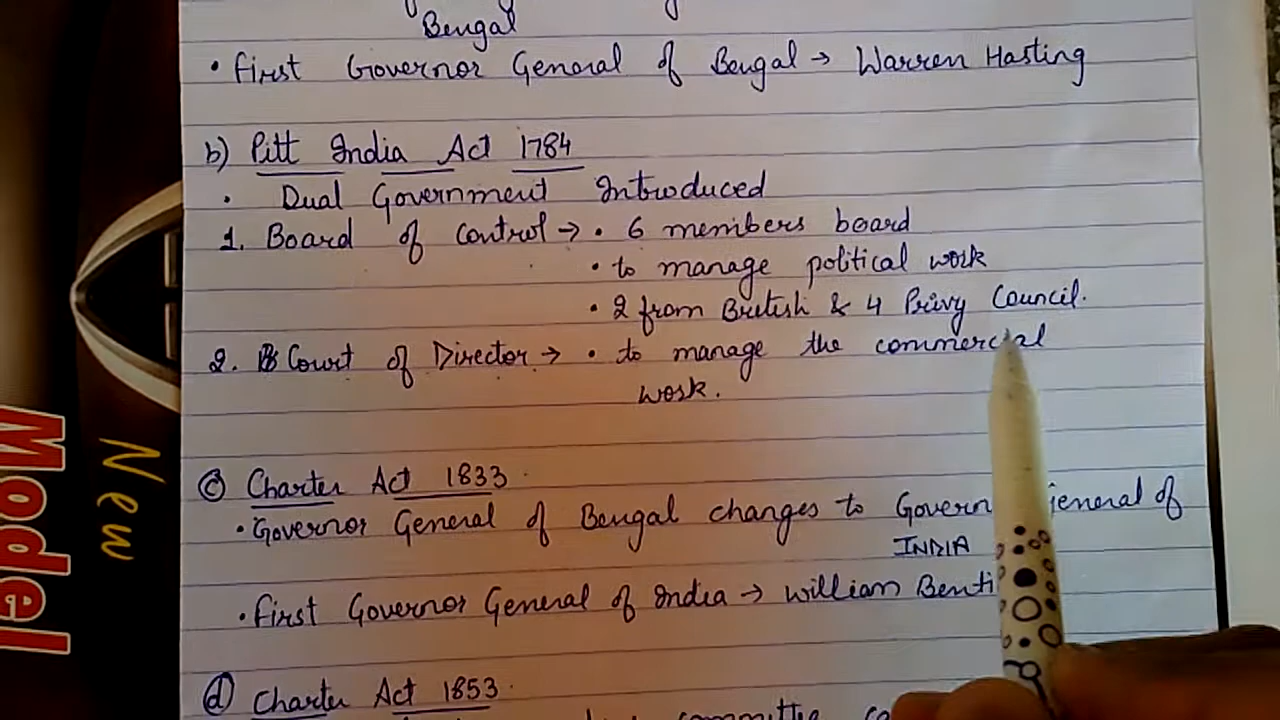 Bengal
• First Governor General of Bengal → Warren Hasting
b) Pitt India Act 1784
• Dual Government Introduced
1. Board of control → • 6 members board
• to manage political work
• 2 from British & 4 Privy Council.
2. Court of Director → • to manage the commercial
work.
c) Charter Act 1833.
• Governor General of Bengal changes to Govern eneral of
INDIA
• First Governor General of India → William Benti
d) Charter Act 1853.
committee
New
Model